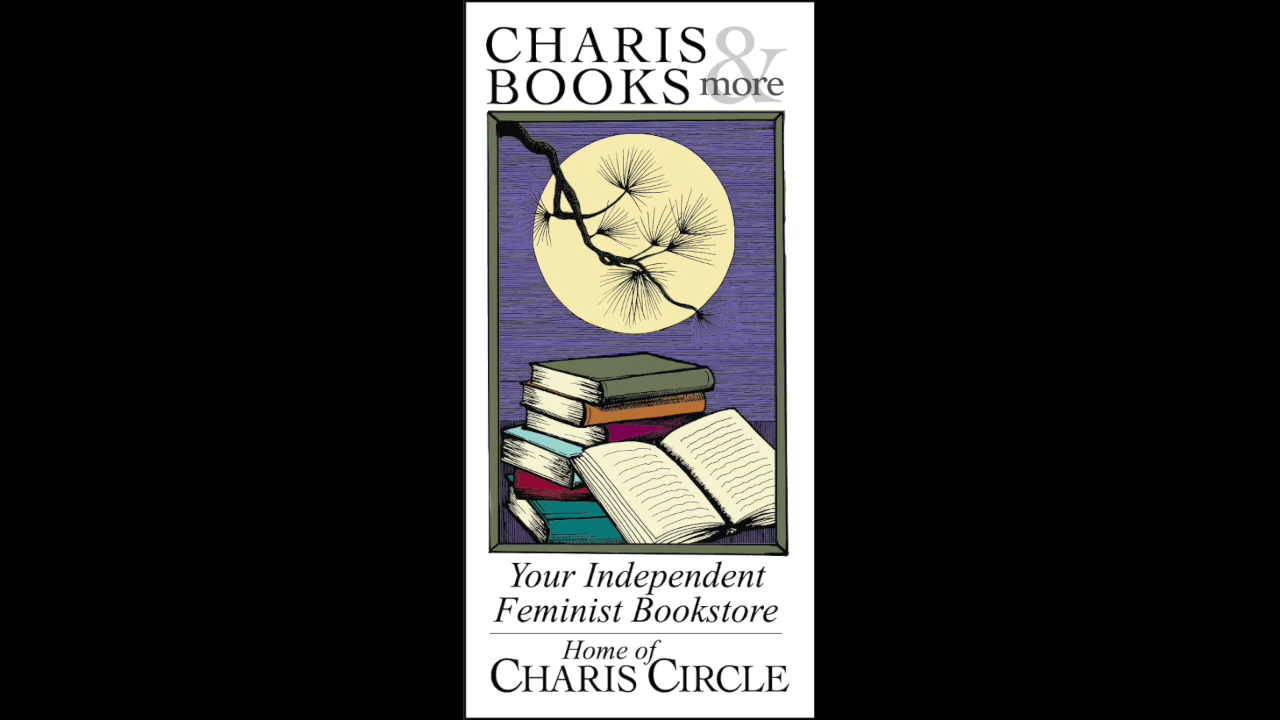 CHARIS &
BOOKS more
Your Independent
Feminist Bookstore
Home of
CHARIS CIRCLE